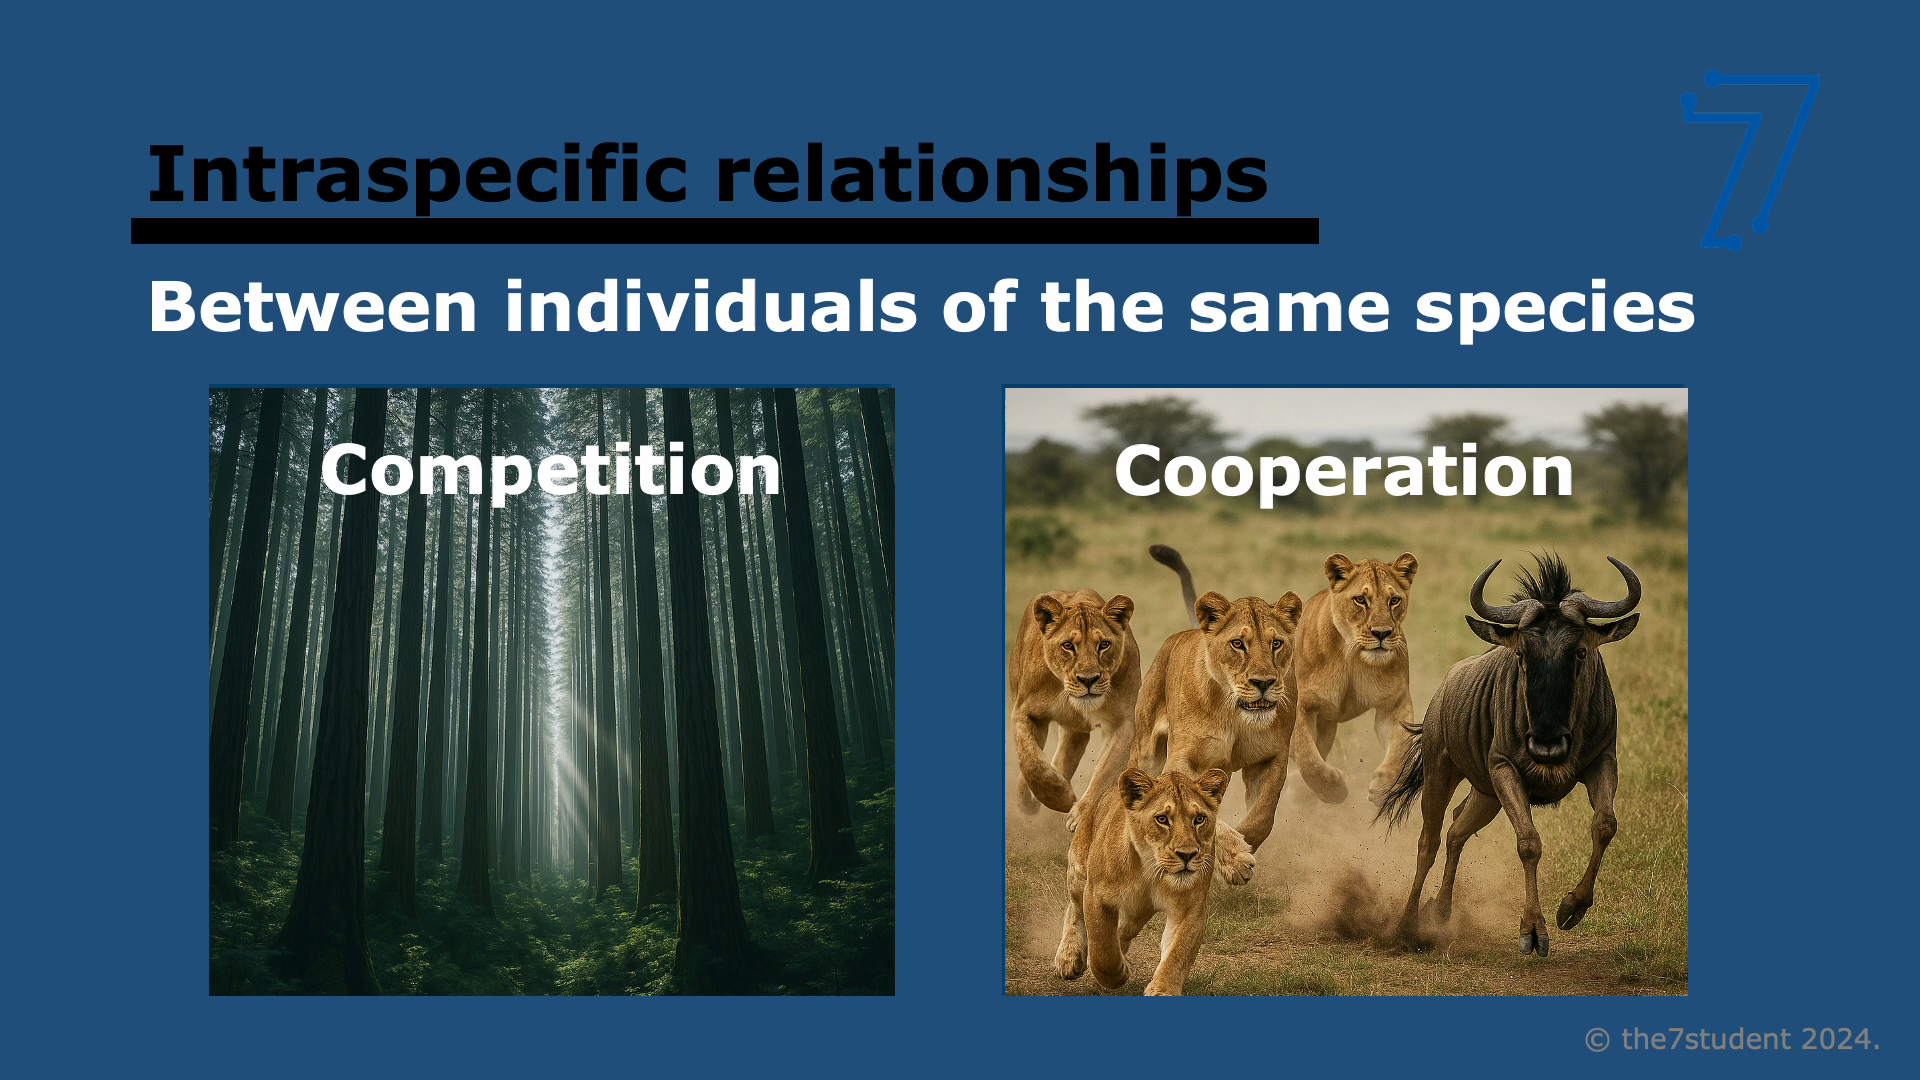 Intraspecific relationships
Between individuals of the same species
Competition
Cooperation
© the7student 2024.